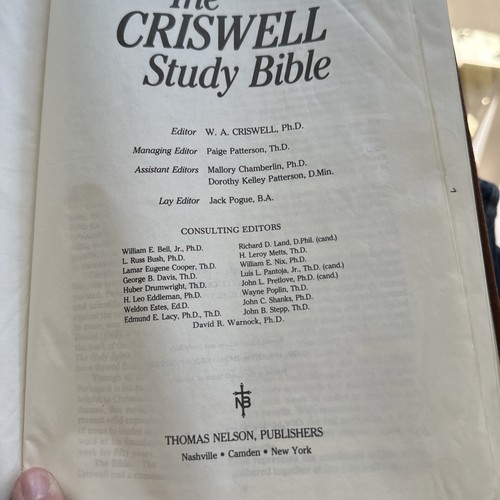 The
CRISWELL
Study Bible
Editor W. A. CRISWELL, Ph.D.
Managing Editor Paige Patterson, Th.D.
Assistant Editors Mallory Chamberlin, Ph.D.
Dorothy Kelley Patterson, D.Min.
Lay Editor Jack Pogue, B.A.
CONSULTING EDITORS
William E. Bell, Jr., Ph.D.
L. Russ Bush, Ph.D.
Lamar Eugene Cooper, Th.D.
George B. Davis, Th.D.
Huber Drumwright, Th.D.
H. Leo Eddleman, Ph.D.
Weldon Estes, Ed.D.
Edmund E. Lacy, Ph.D., Th.D.
Richard D. Land, D.Phil. (cand.)
H. Leroy Metts, Th.D.
William E. Nix, Ph.D.
Luis L. Pantoja, Jr., Th.D. (cand.)
John L. Pretlove, Ph.D. (cand.)
Wayne Poplin, Th.D.
John C. Shanks, Ph.D.
John B. Stepp, Th.D.
David R. Warnock, Ph.D.
NB
THOMAS NELSON, PUBLISHERS
Nashville • Camden • New York